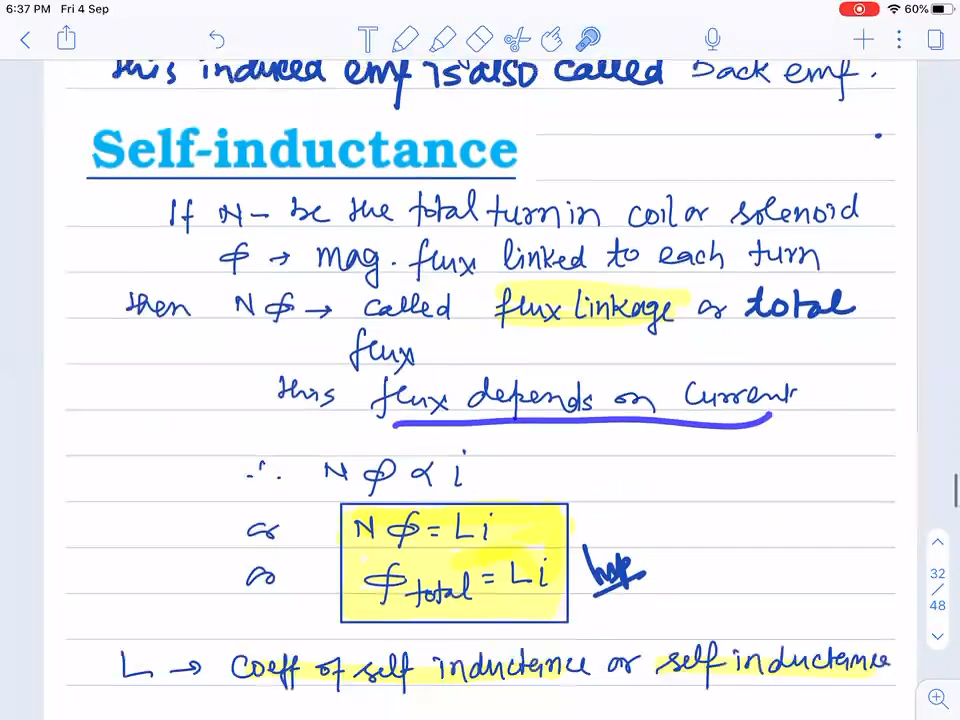 6:37 PM Fri 4 Sep 60%
this induced emf is also called back emf.
Self-inductance
If N - be the total turn in coil or solenoid
ϕ → mag. flux linked to each turn
then Nϕ → called flux linkage or total
flux
this flux depends on current
∴ Nϕ ∝ i
or Nϕ = Li
or ϕ total = Li
L → Coeff of self inductance or self inductance
32
/
48